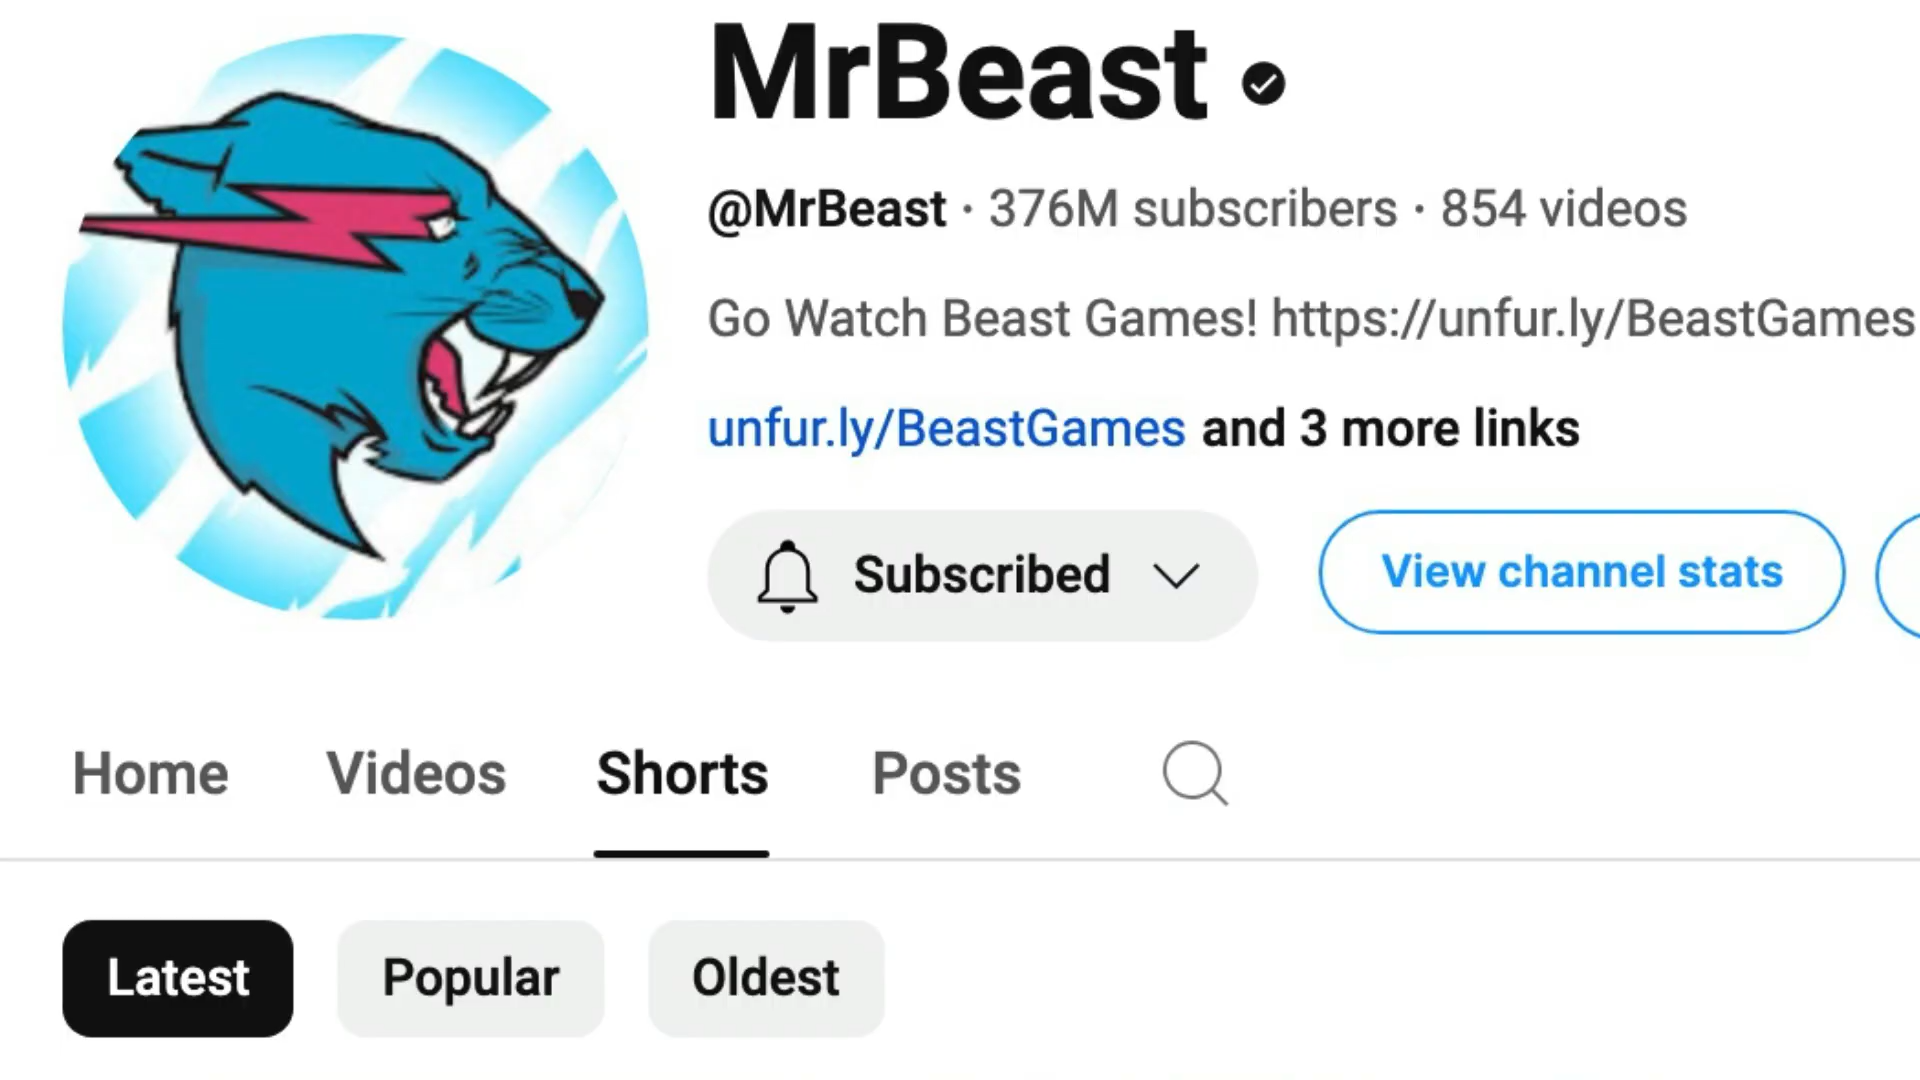 MrBeast
@MrBeast · 376M subscribers · 854 videos
Go Watch Beast Games! https://unfur.ly/BeastGames
unfur.ly/BeastGames and 3 more links
Subscribed
View channel stats
Home Videos Shorts Posts
Latest Popular Oldest